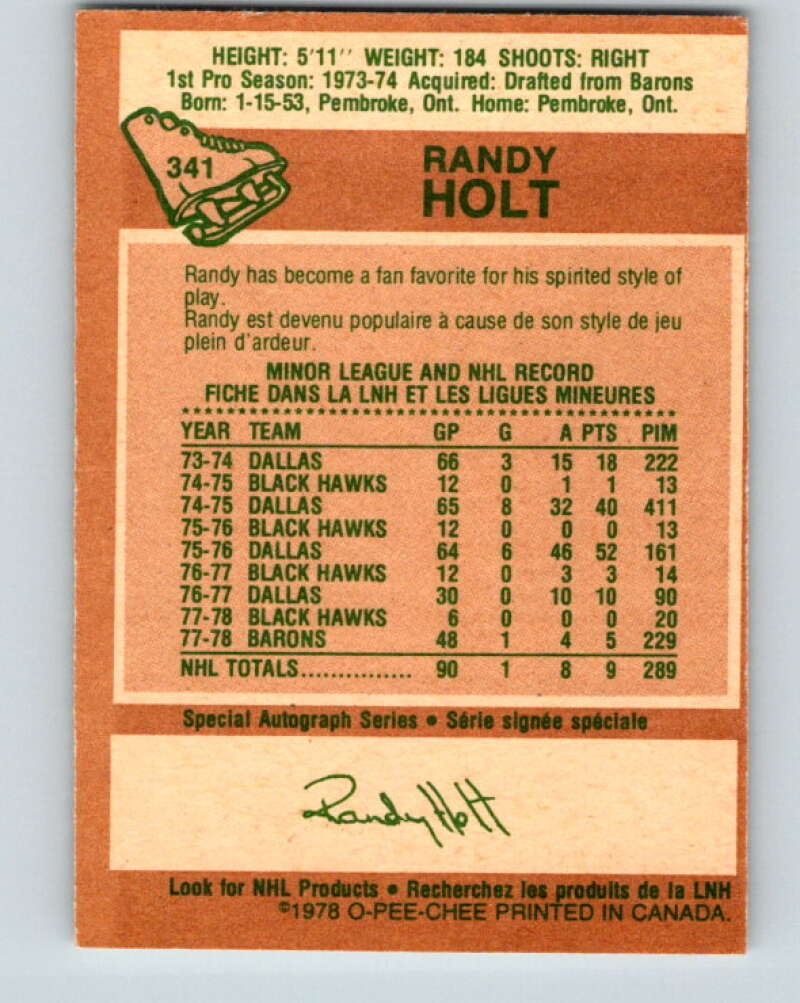 HEIGHT: 5'11'' WEIGHT: 184 SHOOTS: RIGHT
1st Pro Season: 1973-74 Acquired: Drafted from Barons
Born: 1-15-53, Pembroke, Ont. Home: Pembroke, Ont.
341
RANDY
HOLT
Randy has become a fan favorite for his spirited style of
play.
Randy est devenu populaire à cause de son style de jeu
plein d'ardeur.
MINOR LEAGUE AND NHL RECORD
FICHE DANS LA LNH ET LES LIGUES MINEURES
YEAR TEAM GP G A PTS PIM
73-74 DALLAS 66 3 15 18 222
74-75 BLACK HAWKS 12 0 1 1 13
74-75 DALLAS 65 8 32 40 411
75-76 BLACK HAWKS 12 0 0 0 13
75-76 DALLAS 64 6 46 52 161
76-77 BLACK HAWKS 12 0 3 3 14
76-77 DALLAS 30 0 10 10 90
77-78 BLACK HAWKS 6 0 0 0 20
77-78 BARONS 48 1 4 5 229
NHL TOTALS............... 90 1 8 9 289
Special Autograph Series • Série signée spéciale
Randy Holt
Look for NHL Products • Recherchez les produits de la LNH
©1978 O-PEE-CHEE PRINTED IN CANADA.